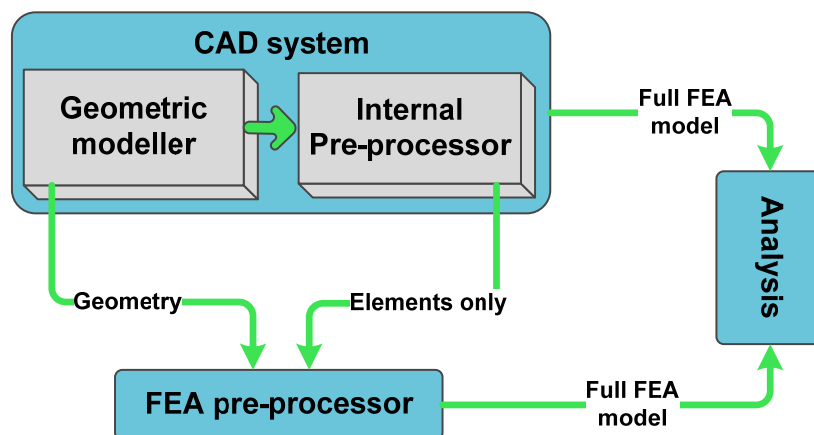 CAD system
Geometric
modeller
Internal
Pre-processor
Full FEA
model
Analysis
Geometry
Elements only
FEA pre-processor
Full FEA
model